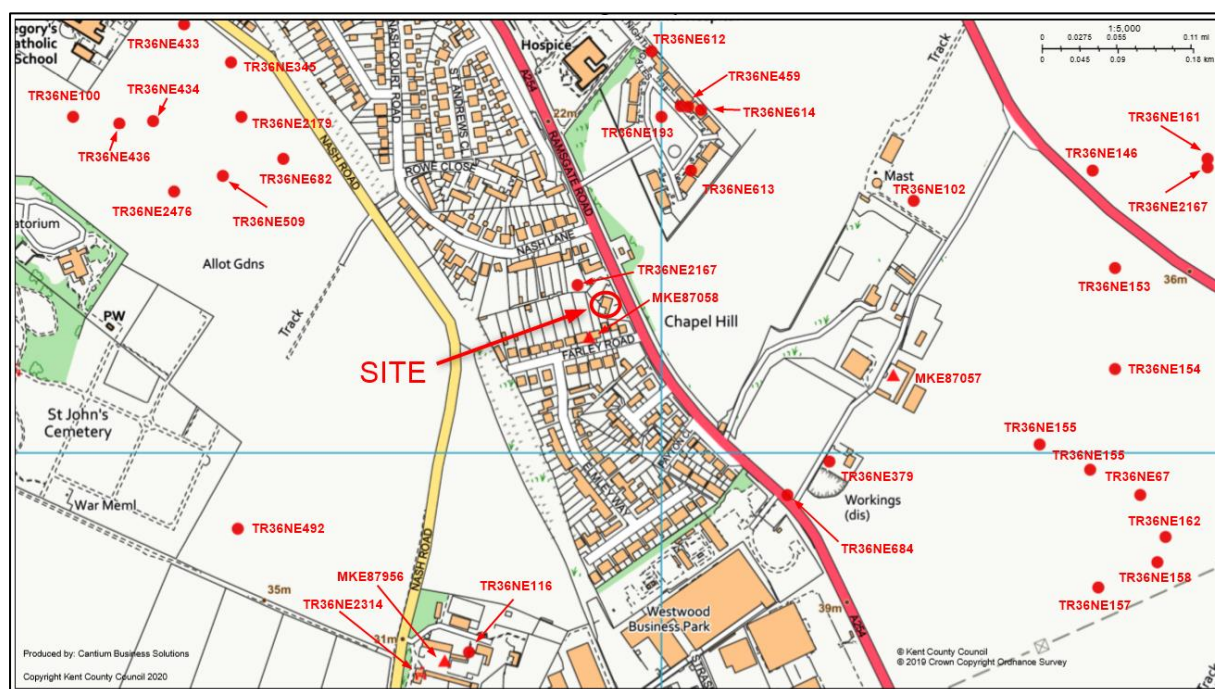 egory's
atholic
School
TR36NE433
TR36NE345
TR36NE100
TR36NE434
TR36NE436
TR36NE2179
TR36NE682
TR36NE2476
TR36NE509
NASH ROAD
NASH COURT ROAD
ST ANDREWS CL
ROWE CLOSE
NASH LANE
A254
22m
RAMSGATE ROAD
Hospice
TR36NE612
TR36NE459
TR36NE614
TR36NE193
TR36NE613
1:5,000
0 0.0275 0.055 0.11 mi
0 0.045 0.09 0.18 km
Track
TR36NE161
TR36NE146
TR36NE2167
Mast
TR36NE102
TR36NE153
36m
TR36NE154
atorium
Allot Gdns
Track
PW
TR36NE2167
MKE87058
Chapel Hill
SITE
FARLEY ROAD
MKE87057
St John's
Cemetery
TR36NE155
TR36NE155
TR36NE67
TR36NE379
Workings
(dis)
TR36NE162
TR36NE158
TR36NE157
TR36NE684
ELMLEY WAY
War Meml
TR36NE492
NASH ROAD
35m
MKE87956
TR36NE116
TR36NE2314
31m
Westwood
Business Park
39m
A254
Track
Produced by: Cantium Business Solutions
Copyright Kent County Council 2020
© Kent County Council
© 2019 Crown Copyright Ordnance Survey